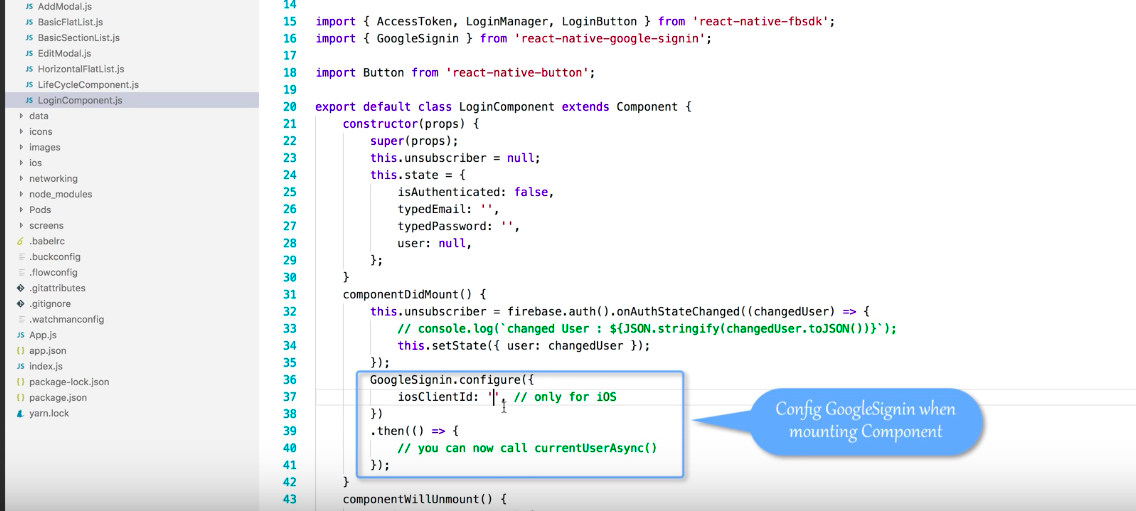 AddModal.js
BasicFlatList.js
BasicSectionList.js
EditModal.js
HorizontalFlatList.js
LifeCycleComponent.js
LoginComponent.js
data
icons
images
ios
networking
node_modules
Pods
screens
.babelrc
.buckconfig
.flowconfig
.gitattributes
.gitignore
.watchmanconfig
App.js
app.json
index.js
package-lock.json
package.json
yarn.lock
14
15 import { AccessToken, LoginManager, LoginButton } from 'react-native-fbsdk';
16 import { GoogleSignin } from 'react-native-google-signin';
17
18 import Button from 'react-native-button';
19
20 export default class LoginComponent extends Component {
21 constructor(props) {
22 super(props);
23 this.unsubscriber = null;
24 this.state = {
25 isAuthenticated: false,
26 typedEmail: '',
27 typedPassword: '',
28 user: null,
29 };
30 }
31 componentDidMount() {
32 this.unsubscriber = firebase.auth().onAuthStateChanged((changedUser) => {
33 // console.log(`changed User : ${JSON.stringify(changedUser.toJSON())}`);
34 this.setState({ user: changedUser });
35 });
36 GoogleSignin.configure({
37 iosClientId: '', // only for iOS
38 })
39 .then(() => {
40 // you can now call currentUserAsync()
41 });
42 }
43 componentWillUnmount() {
Config GoogleSignin when
mounting Component